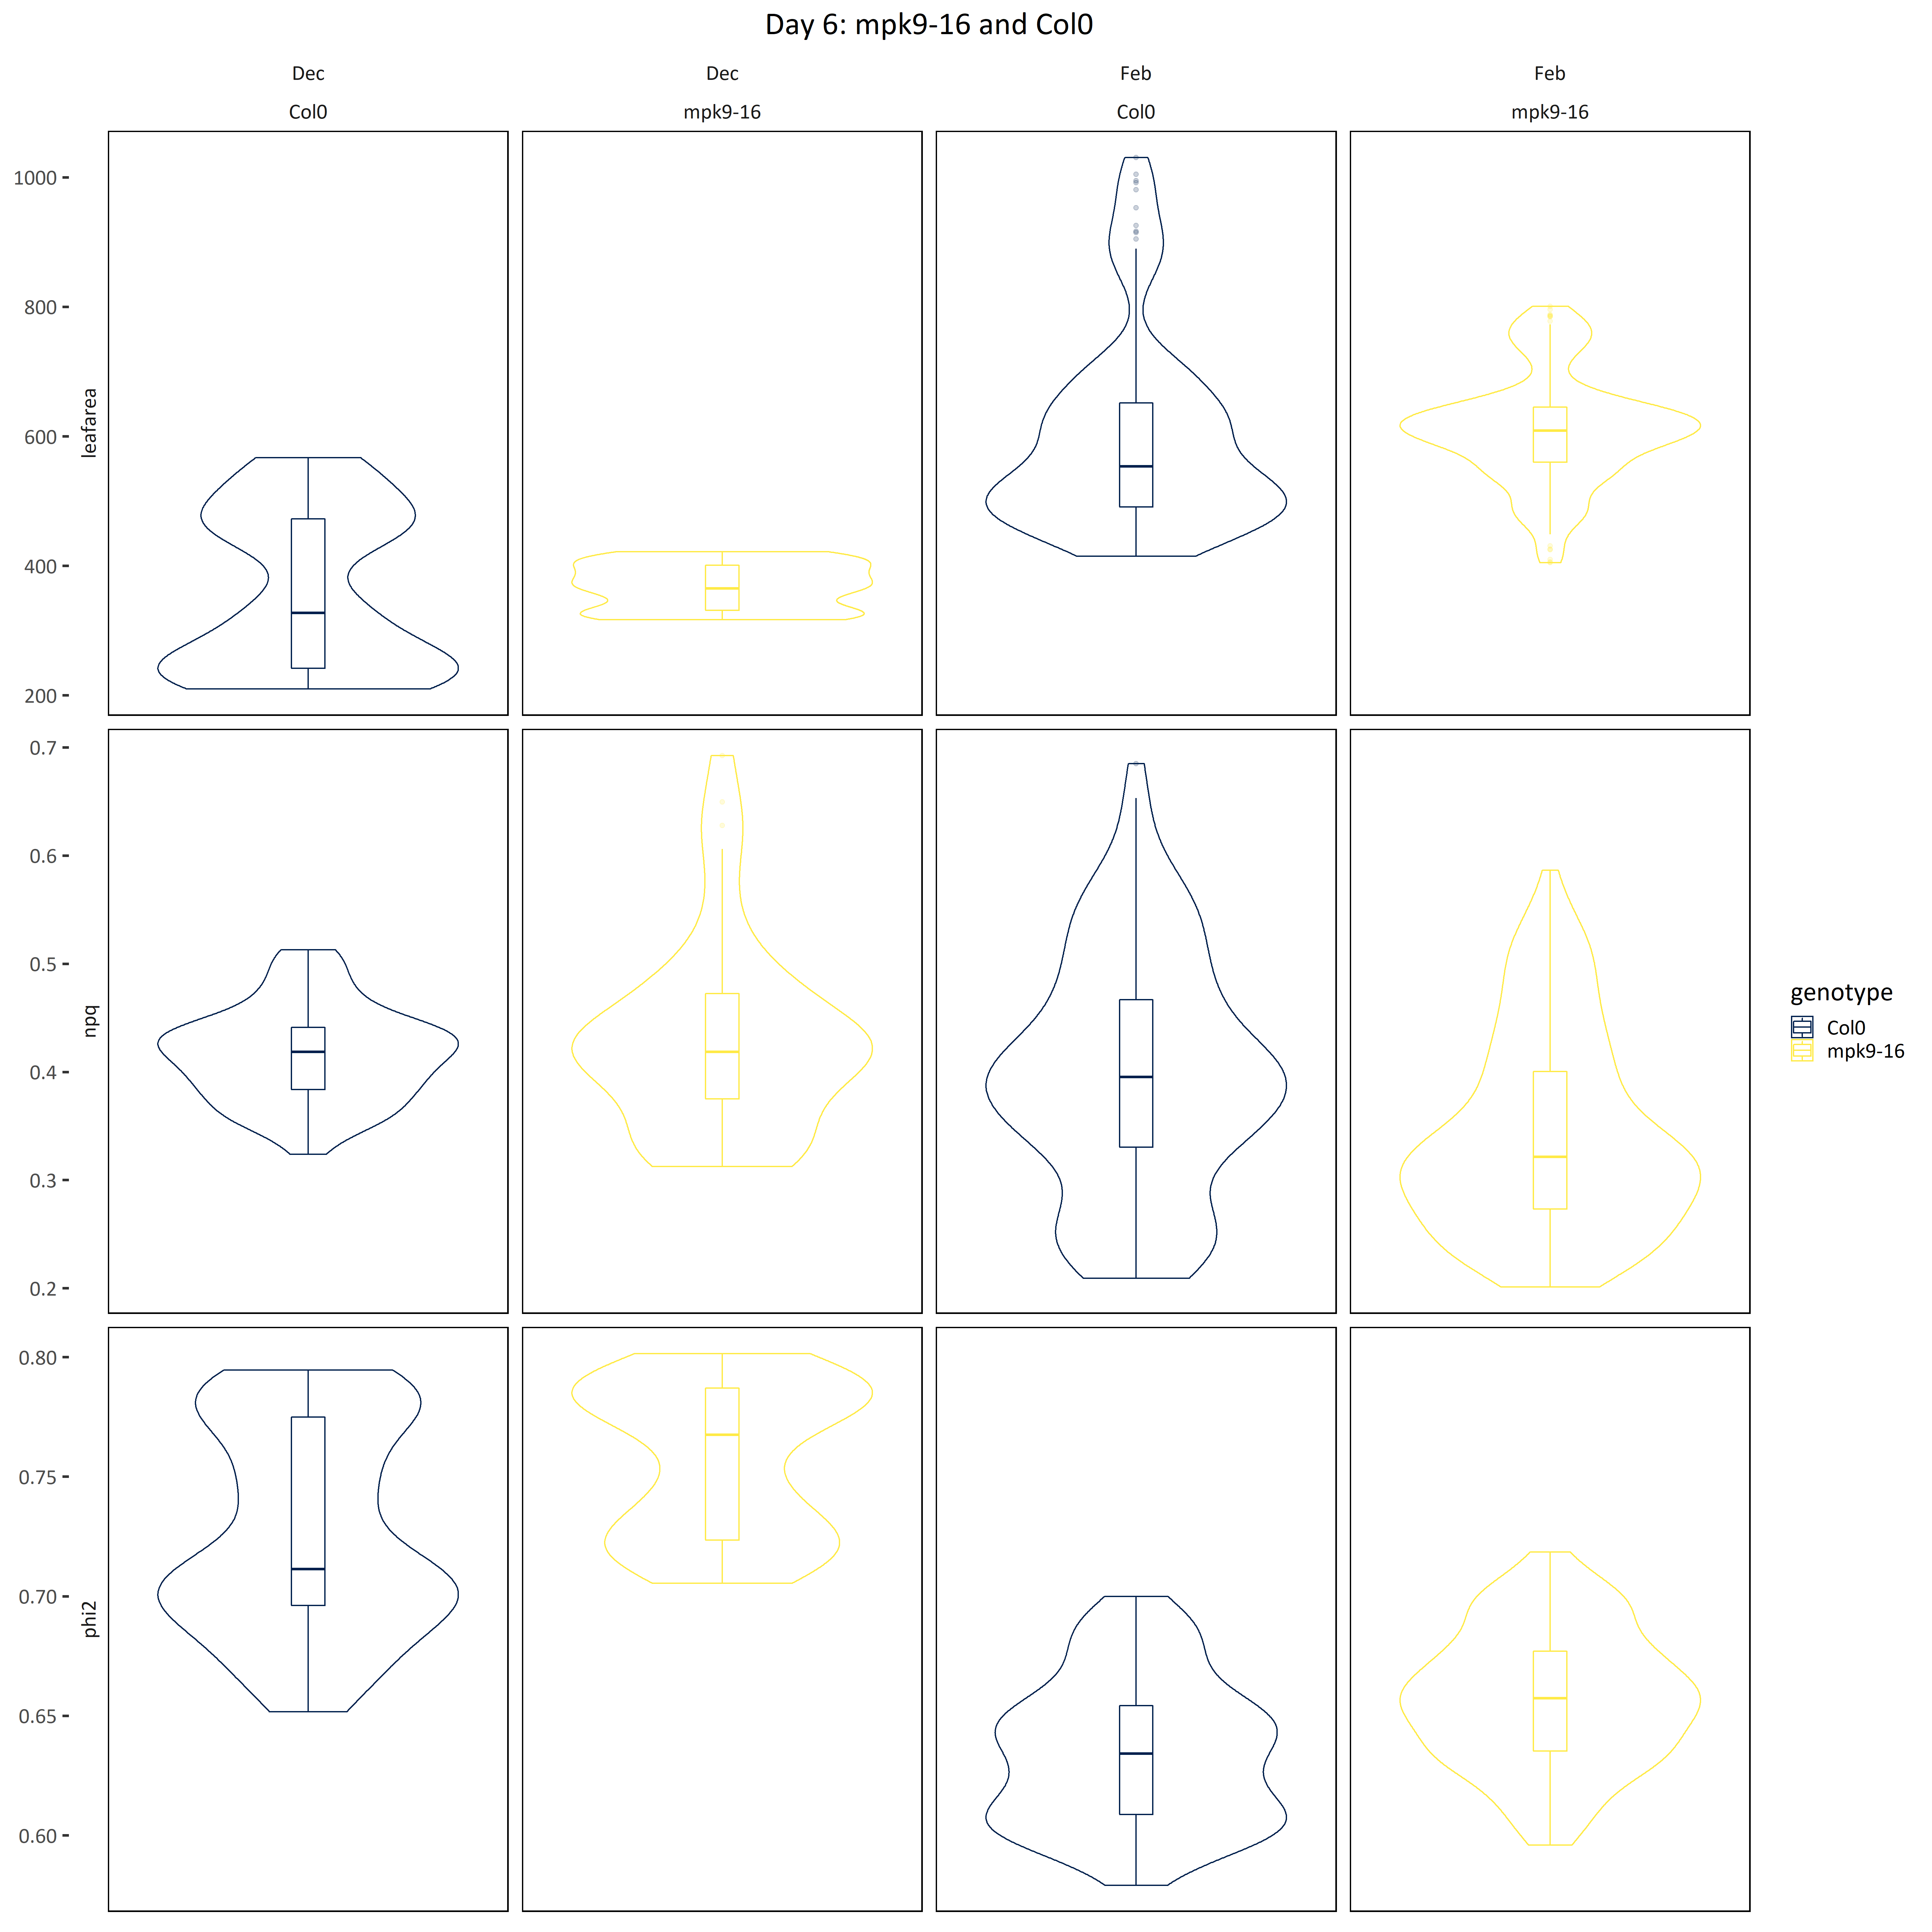 Day 6: mpk9-16 and Col0
Dec Dec Feb Feb
Col0 mpk9-16 Col0 mpk9-16
1000
800
600
400
200
leafarea
0.7
0.6
0.5
0.4
0.3
0.2
npq
0.80
0.75
0.70
0.65
0.60
phi2
genotype
Col0
mpk9-16